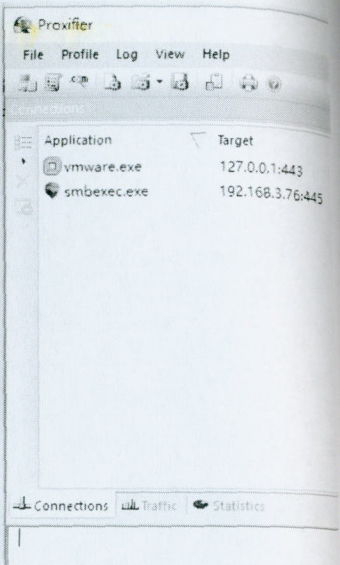 Proxifier
File Profile Log View Help
Connections
Application Target
vmware.exe 127.0.0.1:443
smbexec.exe 192.168.3.76:445
Connections Traffic Statistics